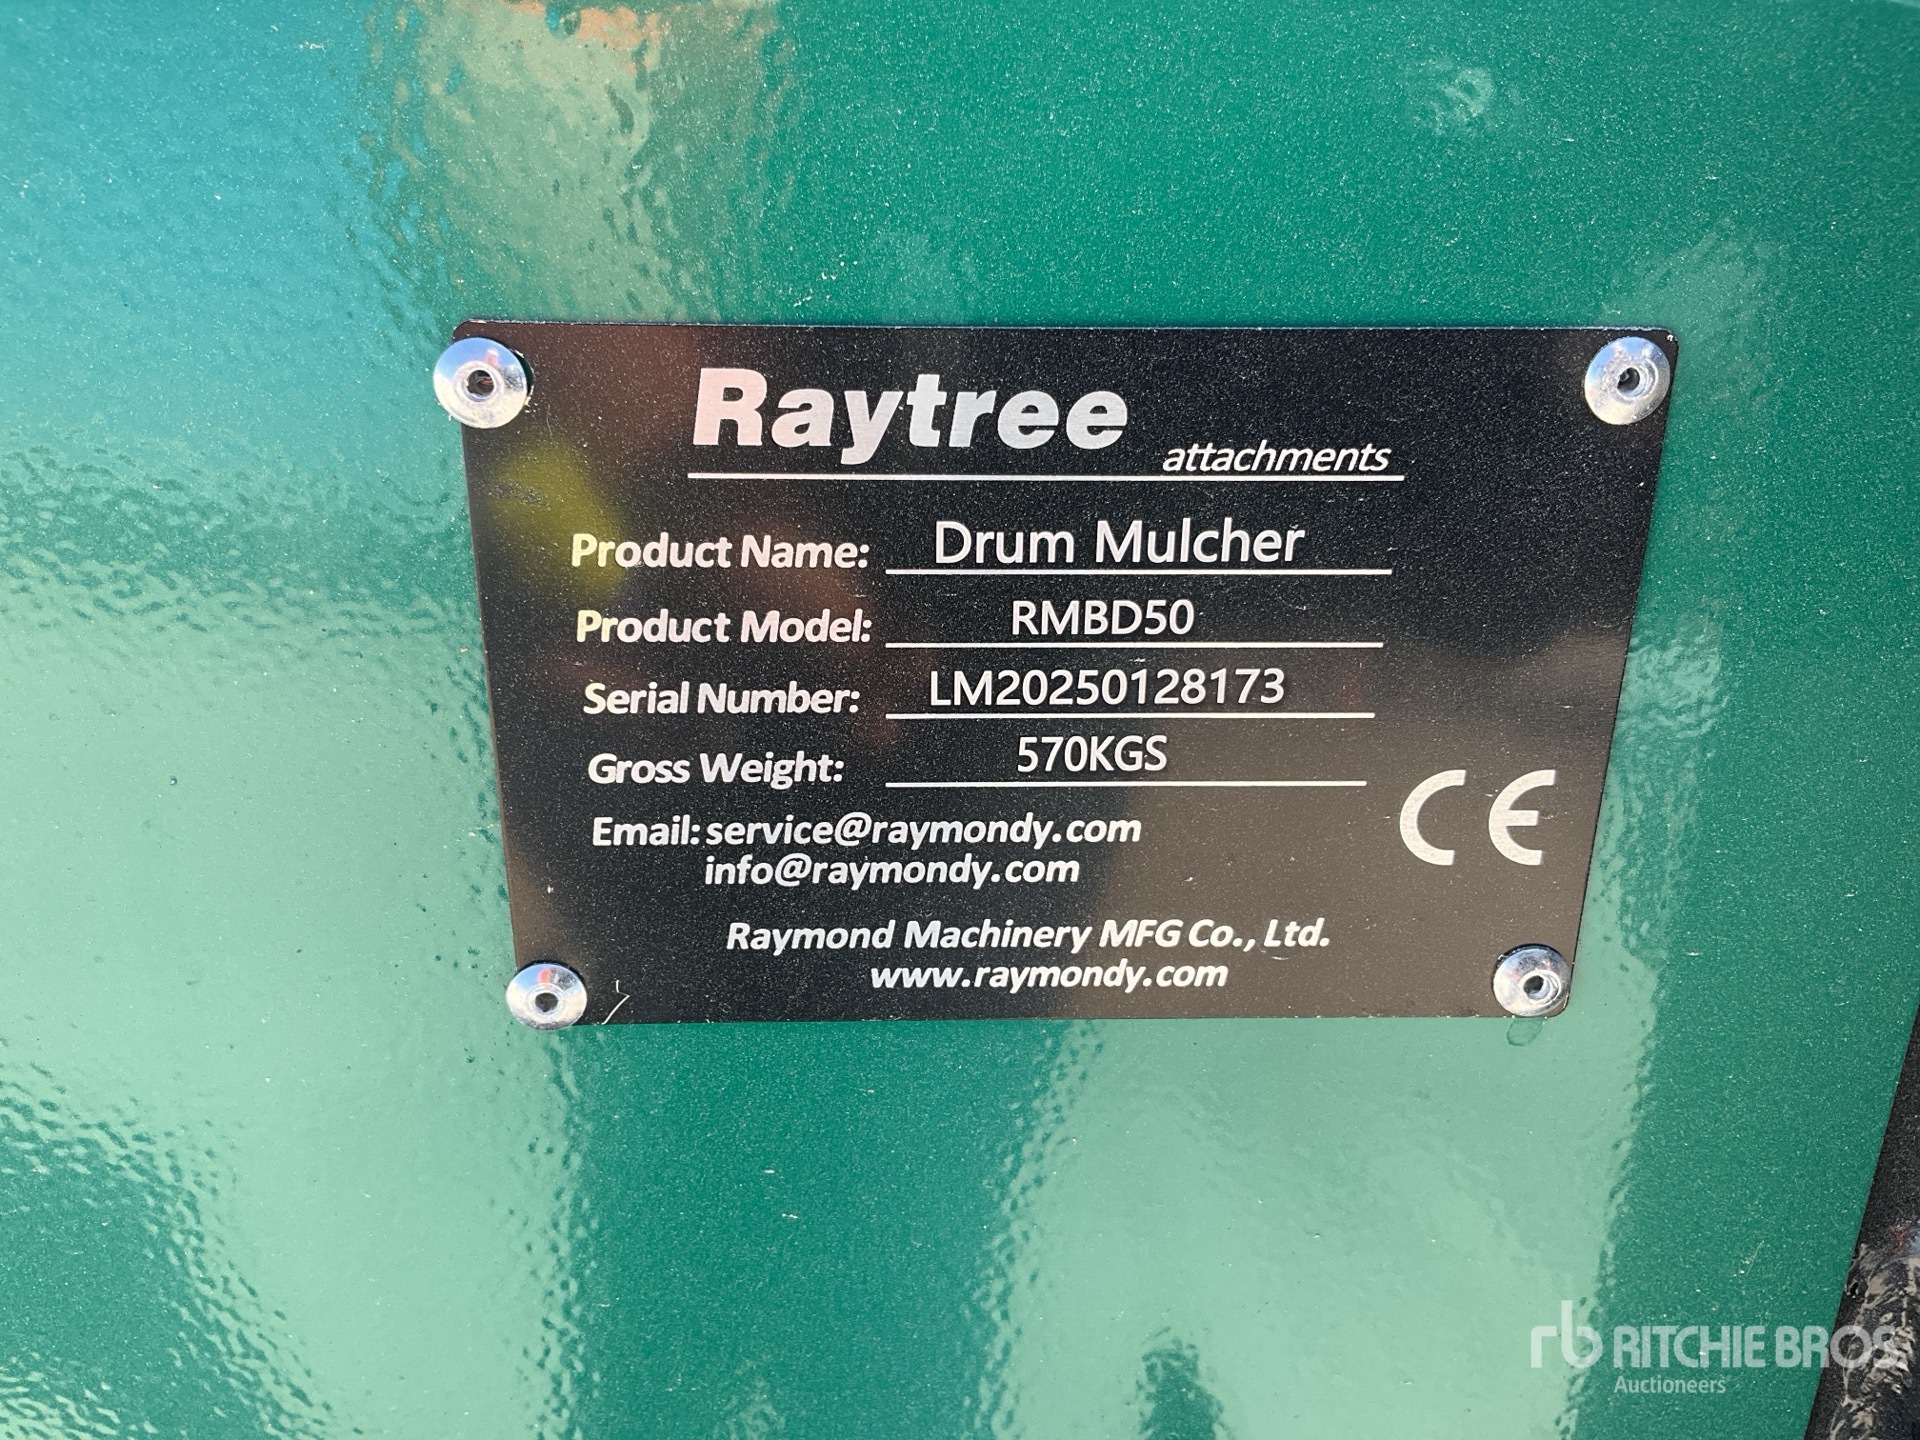 Raytree
attachments
Product Name: Drum Mulcher
Product Model: RMBD50
Serial Number: LM20250128173
Gross Weight: 570KGS
Email: service@raymondy.com
info@raymondy.com
CE
Raymond Machinery MFG Co., Ltd.
www.raymondy.com
rb RITCHIE BROS
Auctioneers